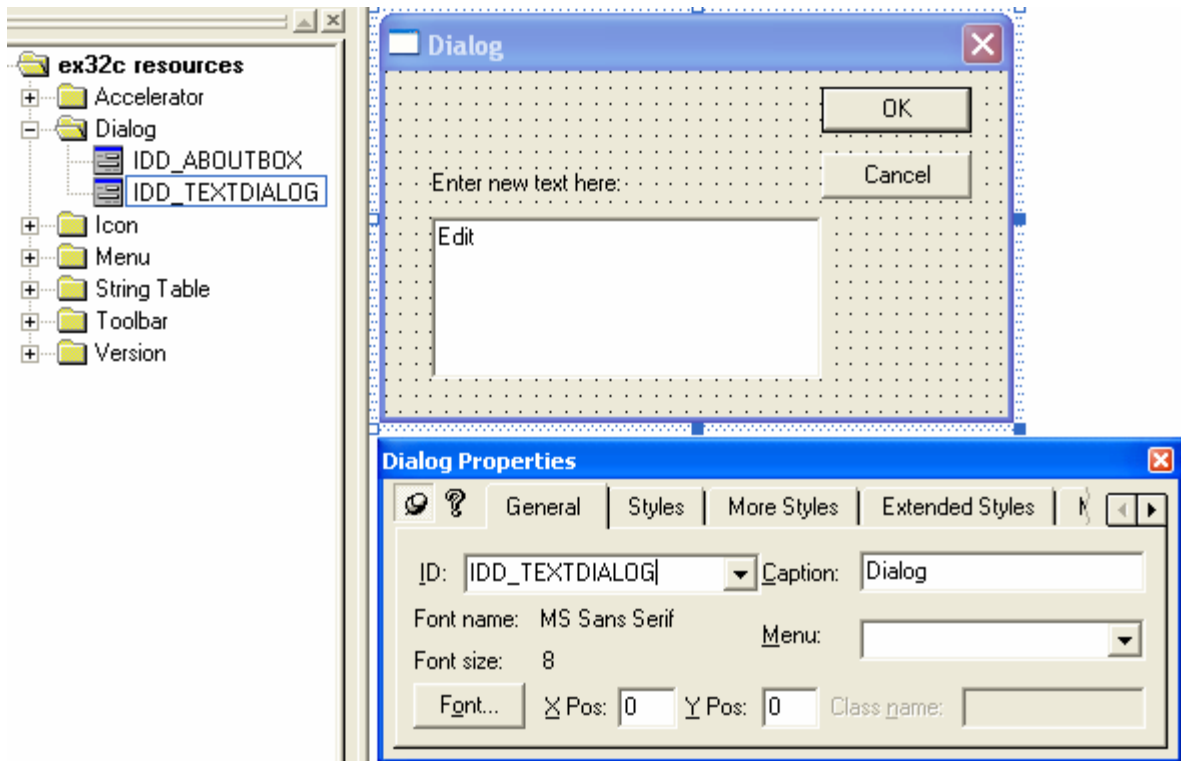 ex32c resources
Accelerator
Dialog
IDD_ABOUTBOX
IDD_TEXTDIALOG
Icon
Menu
String Table
Toolbar
Version
Dialog
OK
Cancel
Enter new text here:
Edit
Dialog Properties
General Styles More Styles Extended Styles
ID: IDD_TEXTDIALOG Caption: Dialog
Font name: MS Sans Serif
Menu:
Font size: 8
Font... X Pos: 0 Y Pos: 0 Class name: